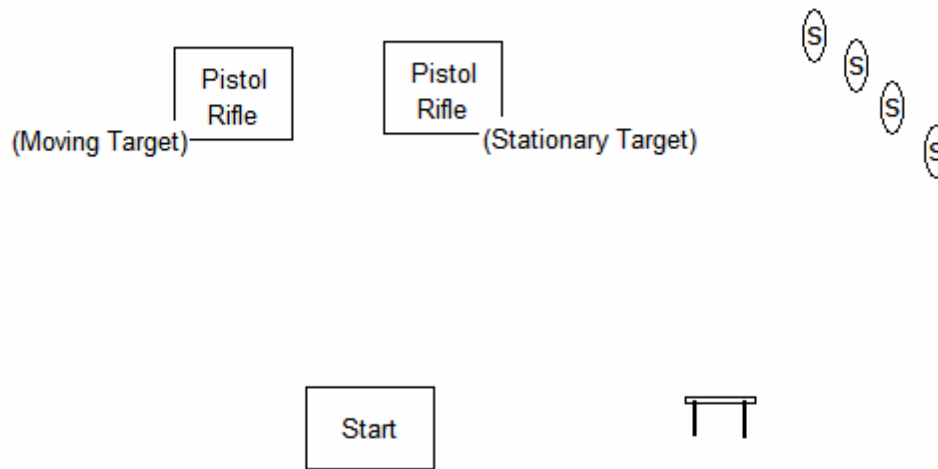 Pistol
Rifle
(Moving Target)
Pistol
Rifle
(Stationary Target)
S
S
S
S
Start